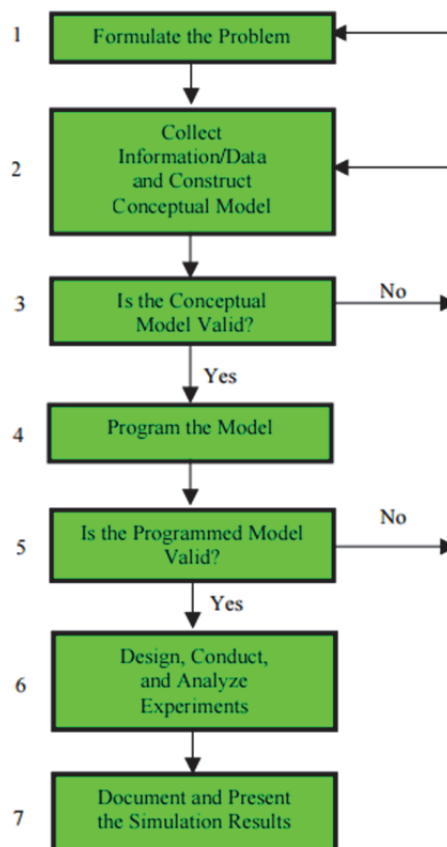 1
Formulate the Problem
2
Collect
Information/Data
and Construct
Conceptual Model
3
Is the Conceptual
Model Valid?
No
Yes
4
Program the Model
5
Is the Programmed Model
Valid?
No
Yes
6
Design, Conduct,
and Analyze
Experiments
7
Document and Present
the Simulation Results